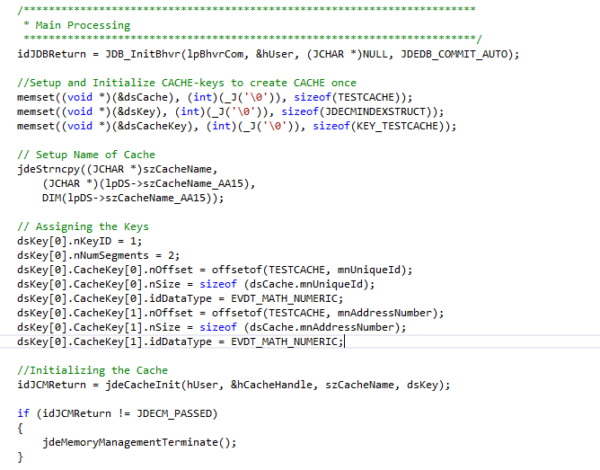 /***********************************************************************
* Main Processing
***********************************************************************/
idJDBReturn = JDB_InitBhvr(lpBhvrCom, &hUser, (JCHAR *)NULL, JDEDB_COMMIT_AUTO);
//Setup and Initialize CACHE-keys to create CACHE once
memset((void *)(&dsCache), (int)(_J('\0')), sizeof(TESTCACHE));
memset((void *)(&dsKey), (int)(_J('\0')), sizeof(JDECMINDEXSTRUCT));
memset((void *)(&dsCacheKey), (int)(_J('\0')), sizeof(KEY_TESTCACHE));
// Setup Name of Cache
jdeStrncpy((JCHAR *)szCacheName,
(JCHAR *)(lpDS->szCacheName_AA15),
DIM(lpDS->szCacheName_AA15));
// Assigning the Keys
dsKey[0].nKeyID = 1;
dsKey[0].nNumSegments = 2;
dsKey[0].CacheKey[0].nOffset = offsetof(TESTCACHE, mnUniqueId);
dsKey[0].CacheKey[0].nSize = sizeof (dsCache.mnUniqueId);
dsKey[0].CacheKey[0].idDataType = EVDT_MATH_NUMERIC;
dsKey[0].CacheKey[1].nOffset = offsetof(TESTCACHE, mnAddressNumber);
dsKey[0].CacheKey[1].nSize = sizeof (dsCache.mnAddressNumber);
dsKey[0].CacheKey[1].idDataType = EVDT_MATH_NUMERIC;
//Initializing the Cache
idJCMReturn = jdeCacheInit(hUser, &hCacheHandle, szCacheName, dsKey);
if (idJCMReturn != JDECM_PASSED)
{
jdeMemoryManagementTerminate();
}